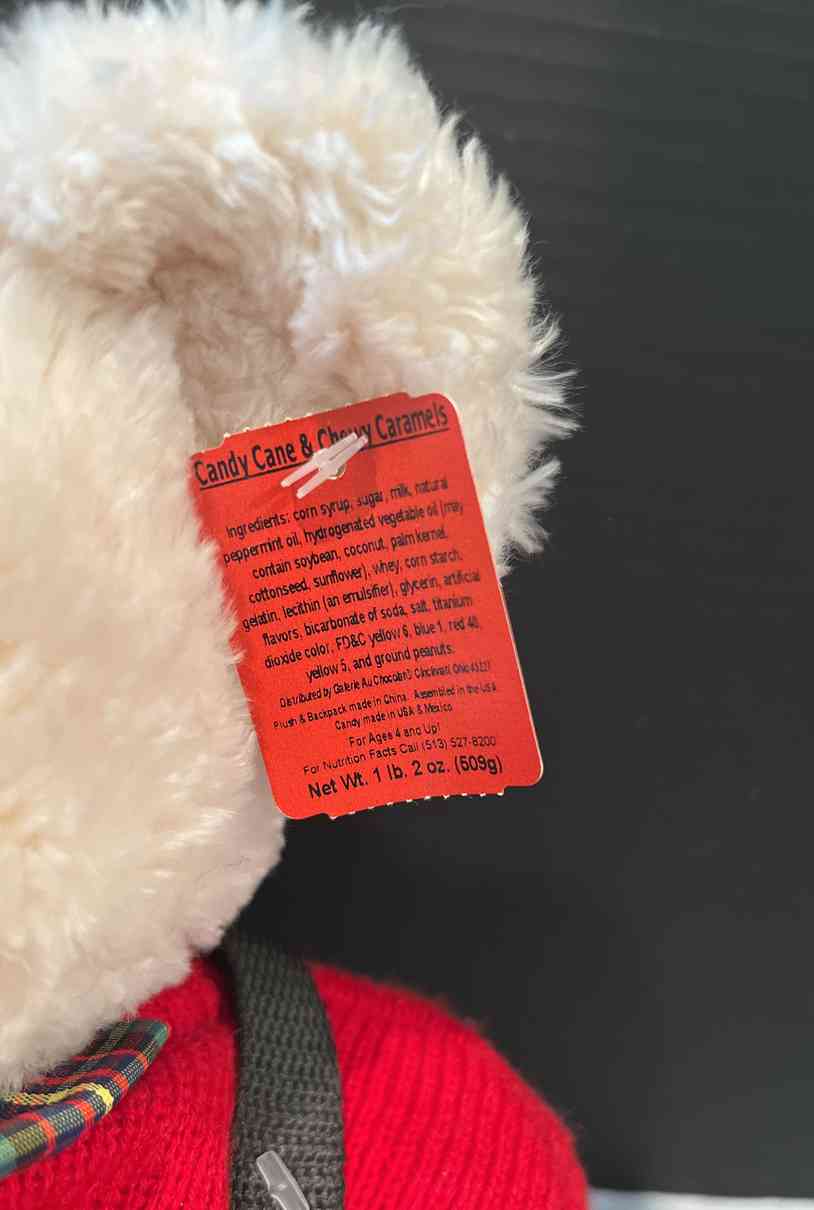 Candy Cane & Chewy Caramels
Ingredients: corn syrup, sugar, milk, natural
peppermint oil, hydrogenated vegetable oil (may
contain soybean, coconut, palm kernel,
cottonseed, sunflower), whey, corn starch,
gelatin, lecithin (an emulsifier), glycerin, artificial
flavors, bicarbonate of soda, salt, titanium
dioxide color, FD&C yellow 6, blue 1, red 40,
yellow 5, and ground peanuts.
Distributed by Galerie Au Chocolat® Cincinnati, Ohio 45227
Plush & Backpack made in China. Assembled in the USA.
Candy made in USA & Mexico
For Ages 4 and Up!
For Nutrition Facts Call (513) 527-8200
Net Wt. 1 lb. 2 oz. (509g)